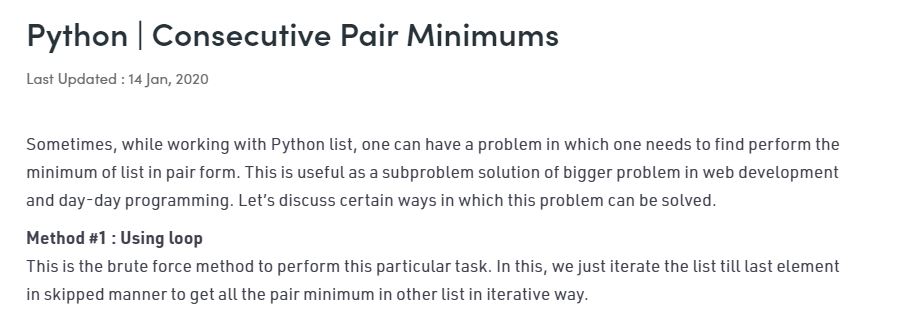 Python | Consecutive Pair Minimums
Last Updated : 14 Jan, 2020
Sometimes, while working with Python list, one can have a problem in which one needs to find perform the
minimum of list in pair form. This is useful as a subproblem solution of bigger problem in web development
and day-day programming. Let's discuss certain ways in which this problem can be solved.
Method #1 : Using loop
This is the brute force method to perform this particular task. In this, we just iterate the list till last element
in skipped manner to get all the pair minimum in other list in iterative way.